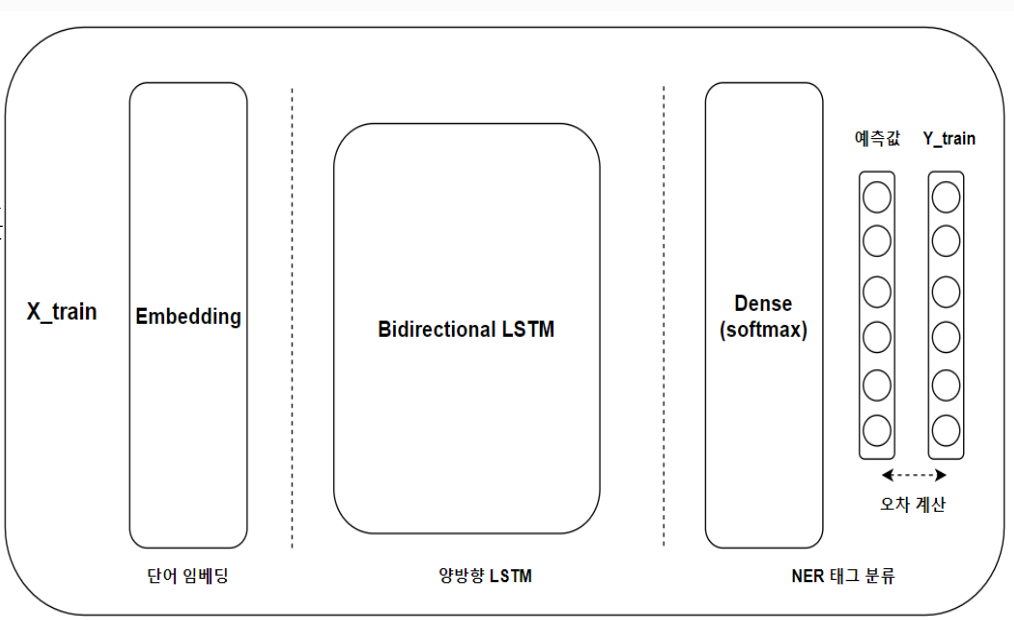 예측값 Y_train
X_train
Embedding
Bidirectional LSTM
Dense
(softmax)
오차 계산
단어 임베딩
양방향 LSTM
NER 태그 분류